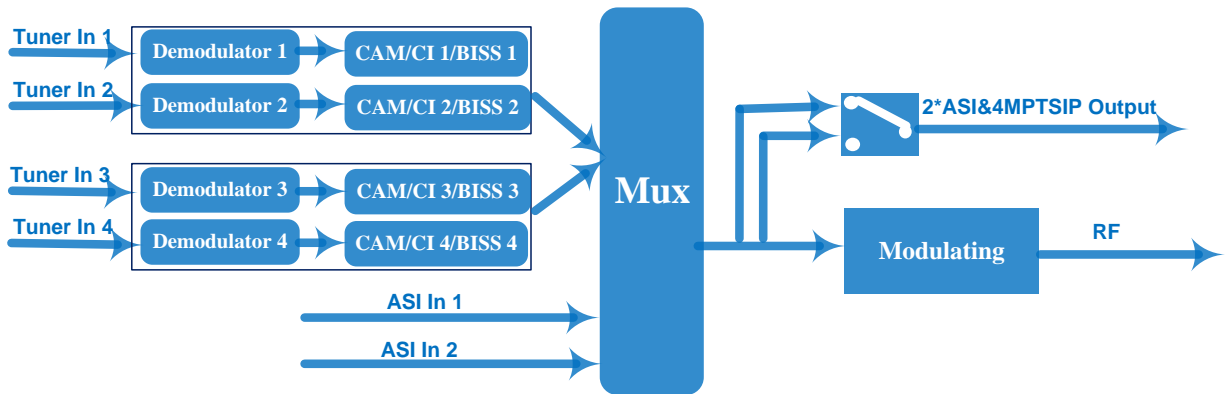 Tuner In 1
Demodulator 1
CAM/CI 1/BISS 1
Tuner In 2
Demodulator 2
CAM/CI 2/BISS 2
Tuner In 3
Demodulator 3
CAM/CI 3/BISS 3
Tuner In 4
Demodulator 4
CAM/CI 4/BISS 4
ASI In 1
ASI In 2
Mux
2*ASI&4MPTSIP Output
Modulating
RF